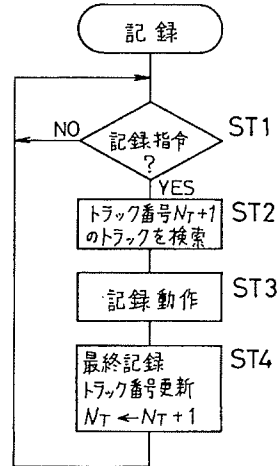 記録
記録指令
?
ST1
NO
YES
トラック番号NT+1
のトラックを検索
ST2
記録動作
ST3
最終記録
トラック番号更新
NT←NT+1
ST4